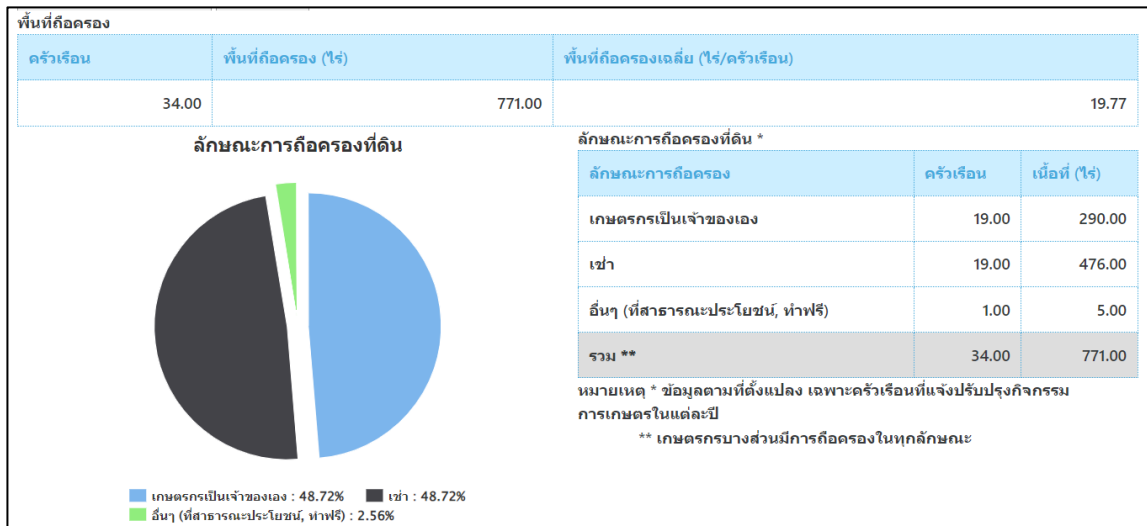 พื้นที่ถือครอง
ครัวเรือน พื้นที่ถือครอง (ไร่) พื้นที่ถือครองเฉลี่ย (ไร่/ครัวเรือน)
34.00 771.00 19.77
ลักษณะการถือครองที่ดิน
ลักษณะการถือครองที่ดิน *
ลักษณะการถือครอง ครัวเรือน เนื้อที่ (ไร่)
เกษตรกรเป็นเจ้าของเอง 19.00 290.00
เช่า 19.00 476.00
อื่นๆ (ที่สาธารณะประโยชน์, ทำฟรี) 1.00 5.00
รวม ** 34.00 771.00
หมายเหตุ * ข้อมูลตามที่ตั้งแปลง เฉพาะครัวเรือนที่แจ้งปรับปรุงกิจกรรม
การเกษตรในแต่ละปี
** เกษตรกรบางส่วนมีการถือครองในทุกลักษณะ
เกษตรกรเป็นเจ้าของเอง : 48.72% เช่า : 48.72%
อื่นๆ (ที่สาธารณะประโยชน์, ทำฟรี) : 2.56%